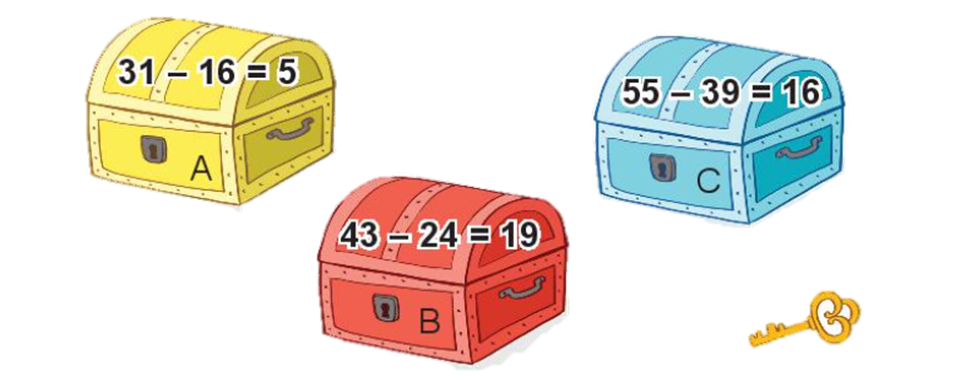 31 – 16 = 5
A
55 – 39 = 16
C
43 – 24 = 19
B